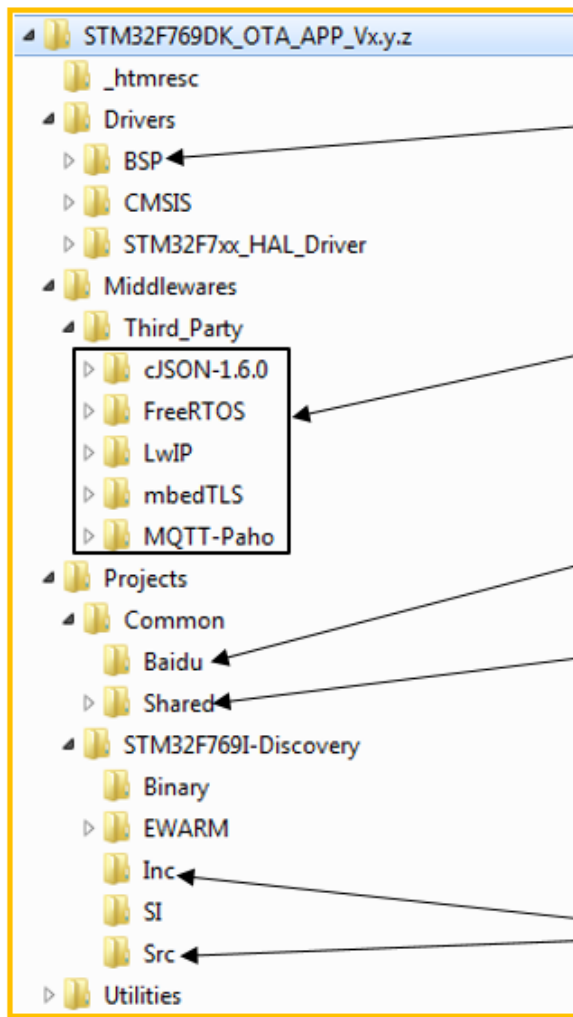 STM32F769DK_OTA_APP_Vx.y.z
_htmresc
Drivers
BSP
CMSIS
STM32F7xx_HAL_Driver
Middlewares
Third_Party
cJSON-1.6.0
FreeRTOS
LwIP
mbedTLS
MQTT-Paho
Projects
Common
Baidu
Shared
STM32F769I-Discovery
Binary
EWARM
Inc
SI
Src
Utilities